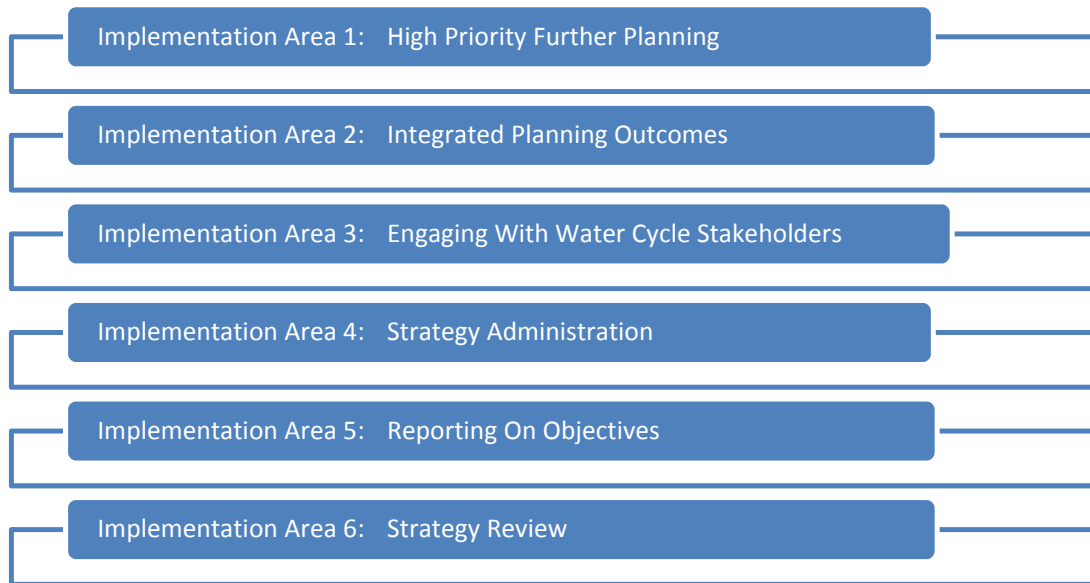 Implementation Area 1: High Priority Further Planning
Implementation Area 2: Integrated Planning Outcomes
Implementation Area 3: Engaging With Water Cycle Stakeholders
Implementation Area 4: Strategy Administration
Implementation Area 5: Reporting On Objectives
Implementation Area 6: Strategy Review